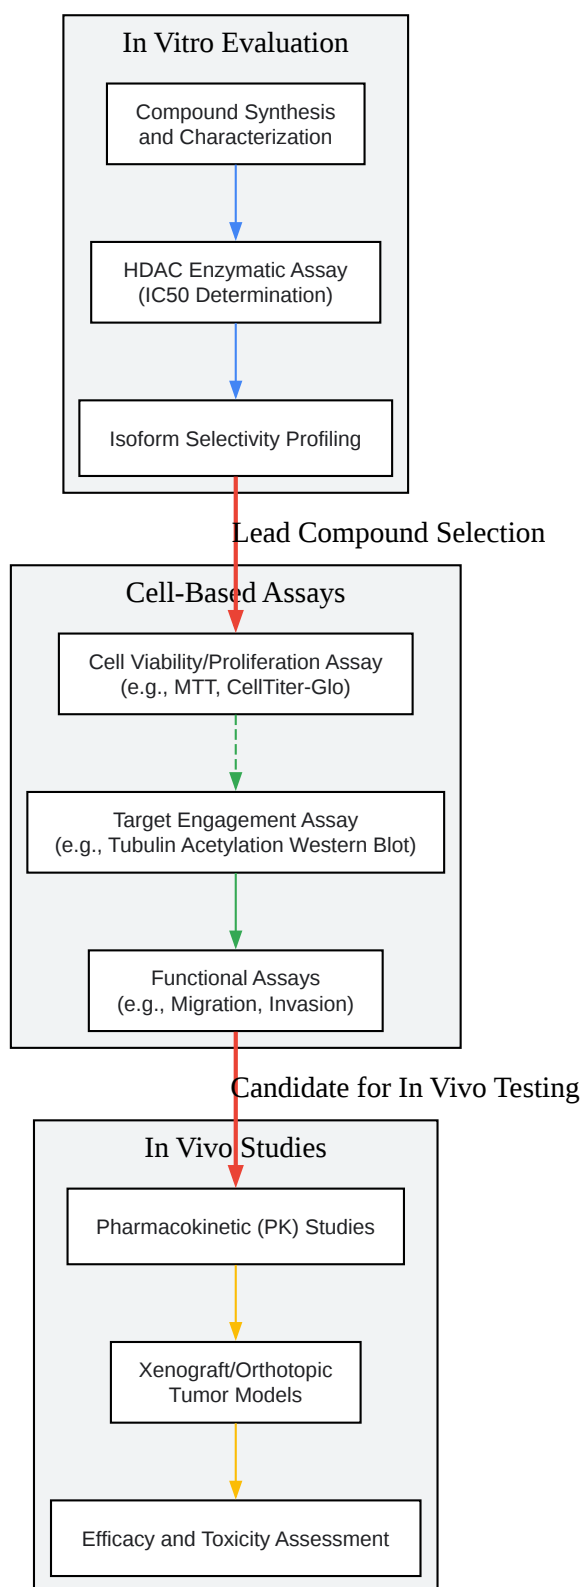 In Vitro Evaluation
Compound Synthesis
and Characterization
HDAC Enzymatic Assay
(IC50 Determination)
Isoform Selectivity Profiling
Lead Compound Selection
Cell-Based Assays
Cell Viability/Proliferation Assay
(e.g., MTT, CellTiter-Glo)
Target Engagement Assay
(e.g., Tubulin Acetylation Western Blot)
Functional Assays
(e.g., Migration, Invasion)
Candidate for In Vivo Testing
In Vivo Studies
Pharmacokinetic (PK) Studies
Xenograft/Orthotopic
Tumor Models
Efficacy and Toxicity Assessment